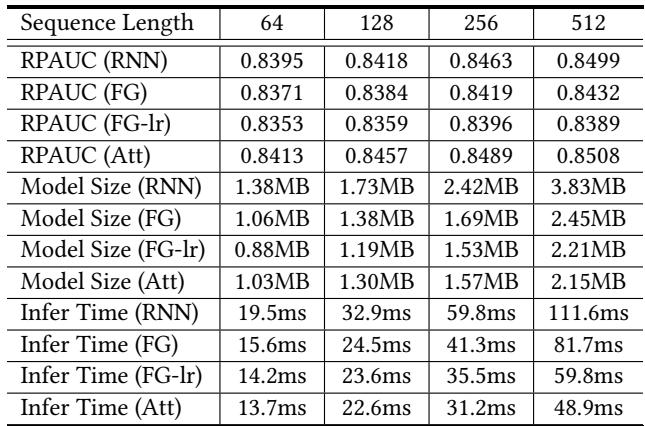 Sequence Length 64 128 256 512
RPAUC (RNN) 0.8395 0.8418 0.8463 0.8499
RPAUC (FG) 0.8371 0.8384 0.8419 0.8432
RPAUC (FG-lr) 0.8353 0.8359 0.8396 0.8389
RPAUC (Att) 0.8413 0.8457 0.8489 0.8508
Model Size (RNN) 1.38MB 1.73MB 2.42MB 3.83MB
Model Size (FG) 1.06MB 1.38MB 1.69MB 2.45MB
Model Size (FG-lr) 0.88MB 1.19MB 1.53MB 2.21MB
Model Size (Att) 1.03MB 1.30MB 1.57MB 2.15MB
Infer Time (RNN) 19.5ms 32.9ms 59.8ms 111.6ms
Infer Time (FG) 15.6ms 24.5ms 41.3ms 81.7ms
Infer Time (FG-lr) 14.2ms 23.6ms 35.5ms 59.8ms
Infer Time (Att) 13.7ms 22.6ms 31.2ms 48.9ms